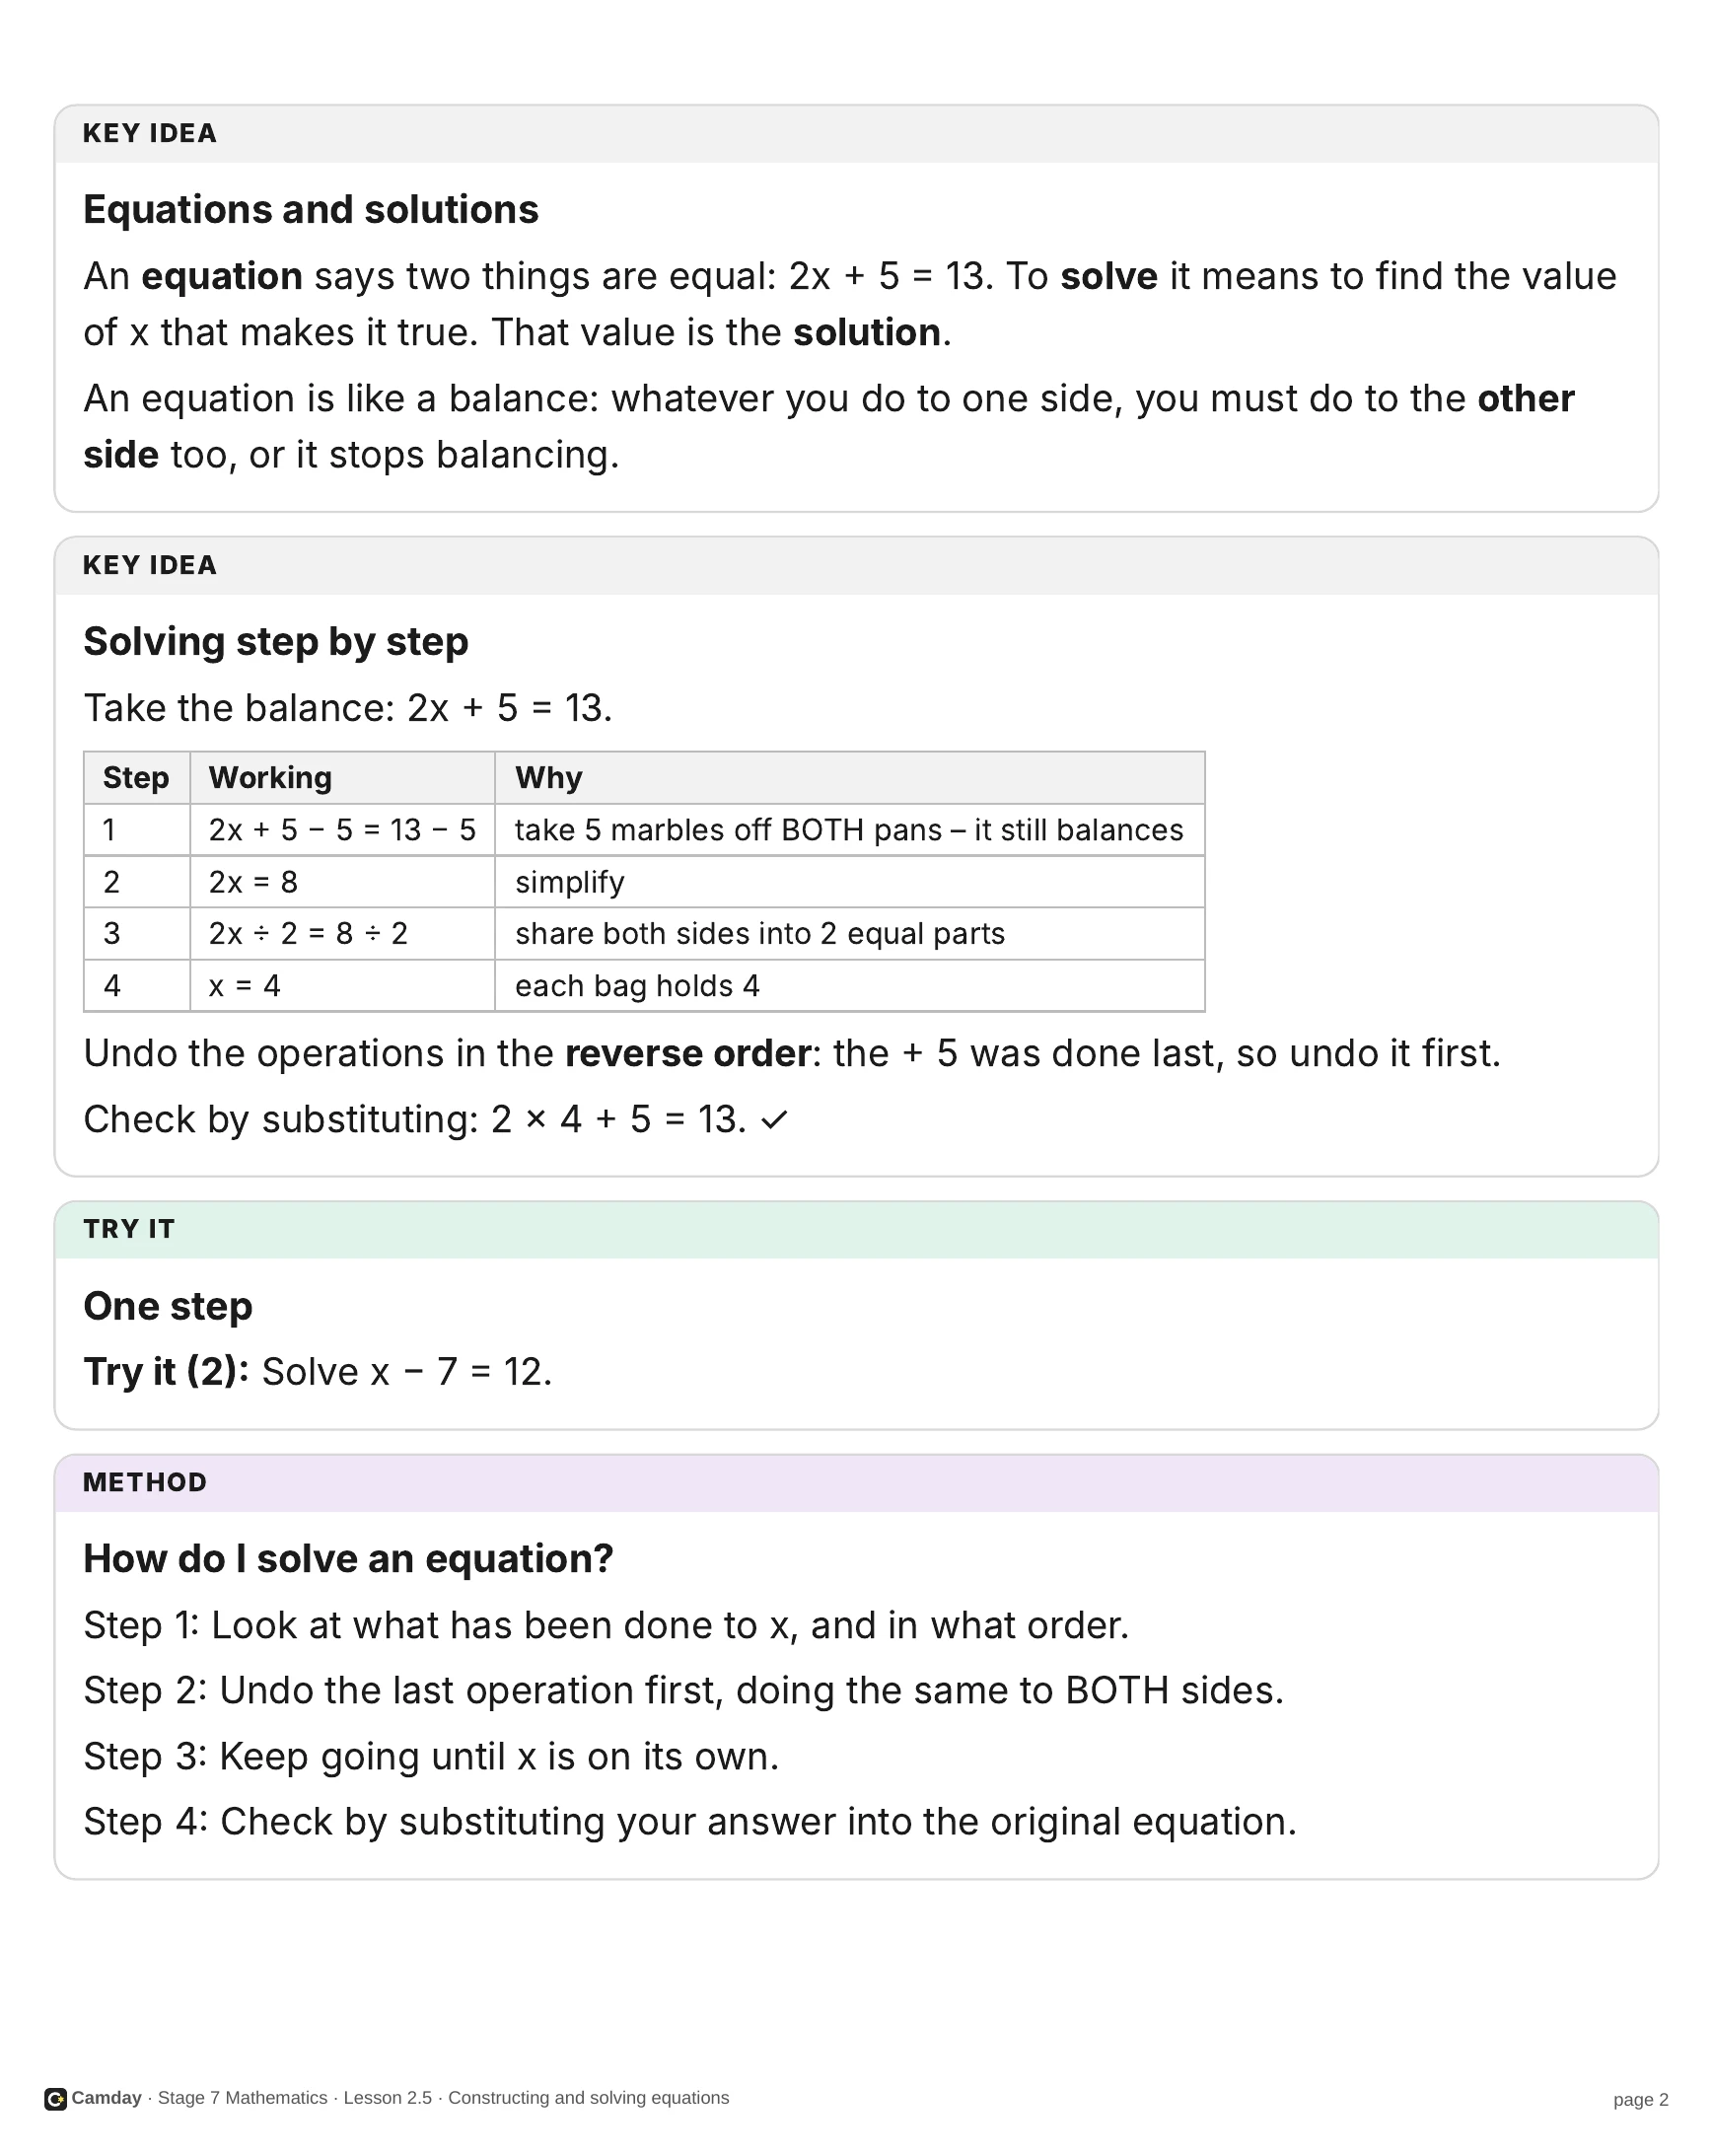 KEY IDEA
Equations and solutions
An equation says two things are equal: 2x + 5 = 13. To solve it means to find the value
of x that makes it true. That value is the solution.
An equation is like a balance: whatever you do to one side, you must do to the other
side too, or it stops balancing.
KEY IDEA
Solving step by step
Take the balance: 2x + 5 = 13.
Step Working Why
1 2x + 5 − 5 = 13 − 5 take 5 marbles off BOTH pans – it still balances
2 2x = 8 simplify
3 2x ÷ 2 = 8 ÷ 2 share both sides into 2 equal parts
4 x = 4 each bag holds 4
Undo the operations in the reverse order: the + 5 was done last, so undo it first.
Check by substituting: 2 × 4 + 5 = 13. ✓
TRY IT
One step
Try it (2): Solve x − 7 = 12.
METHOD
How do I solve an equation?
Step 1: Look at what has been done to x, and in what order.
Step 2: Undo the last operation first, doing the same to BOTH sides.
Step 3: Keep going until x is on its own.
Step 4: Check by substituting your answer into the original equation.
Camday · Stage 7 Mathematics · Lesson 2.5 · Constructing and solving equations page 2